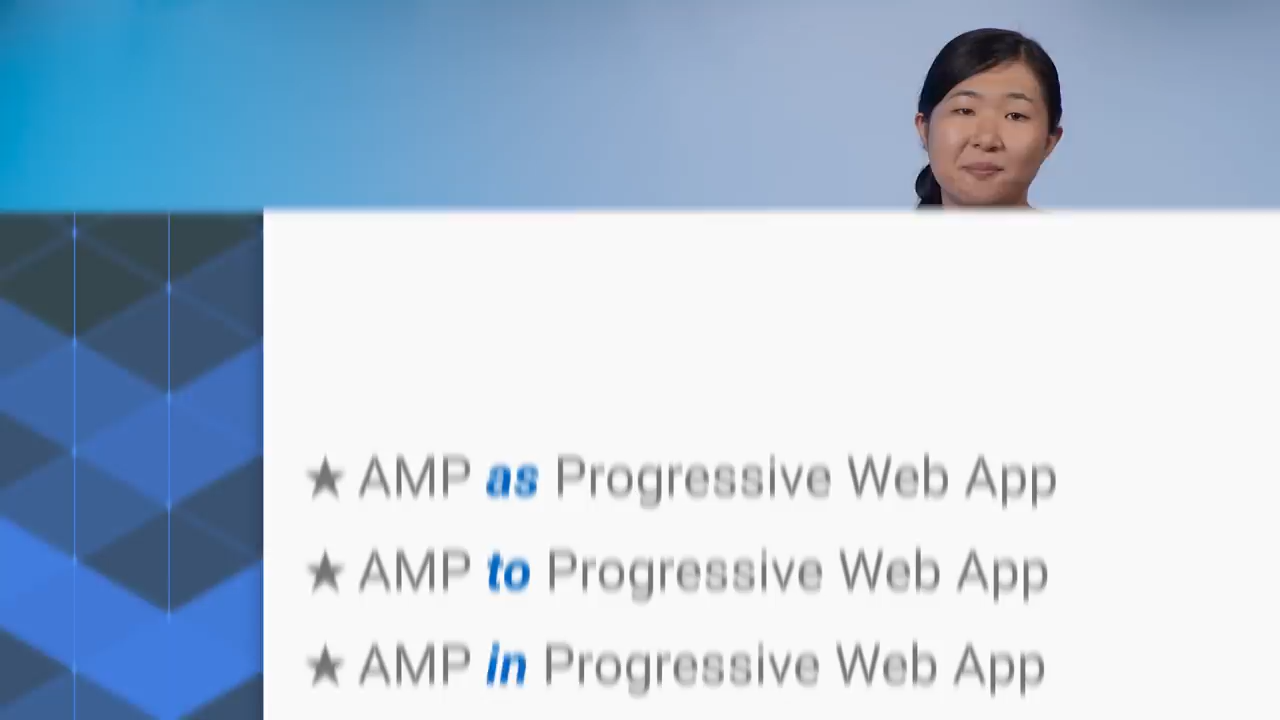 ★ AMP as Progressive Web App
★ AMP to Progressive Web App
★ AMP in Progressive Web App